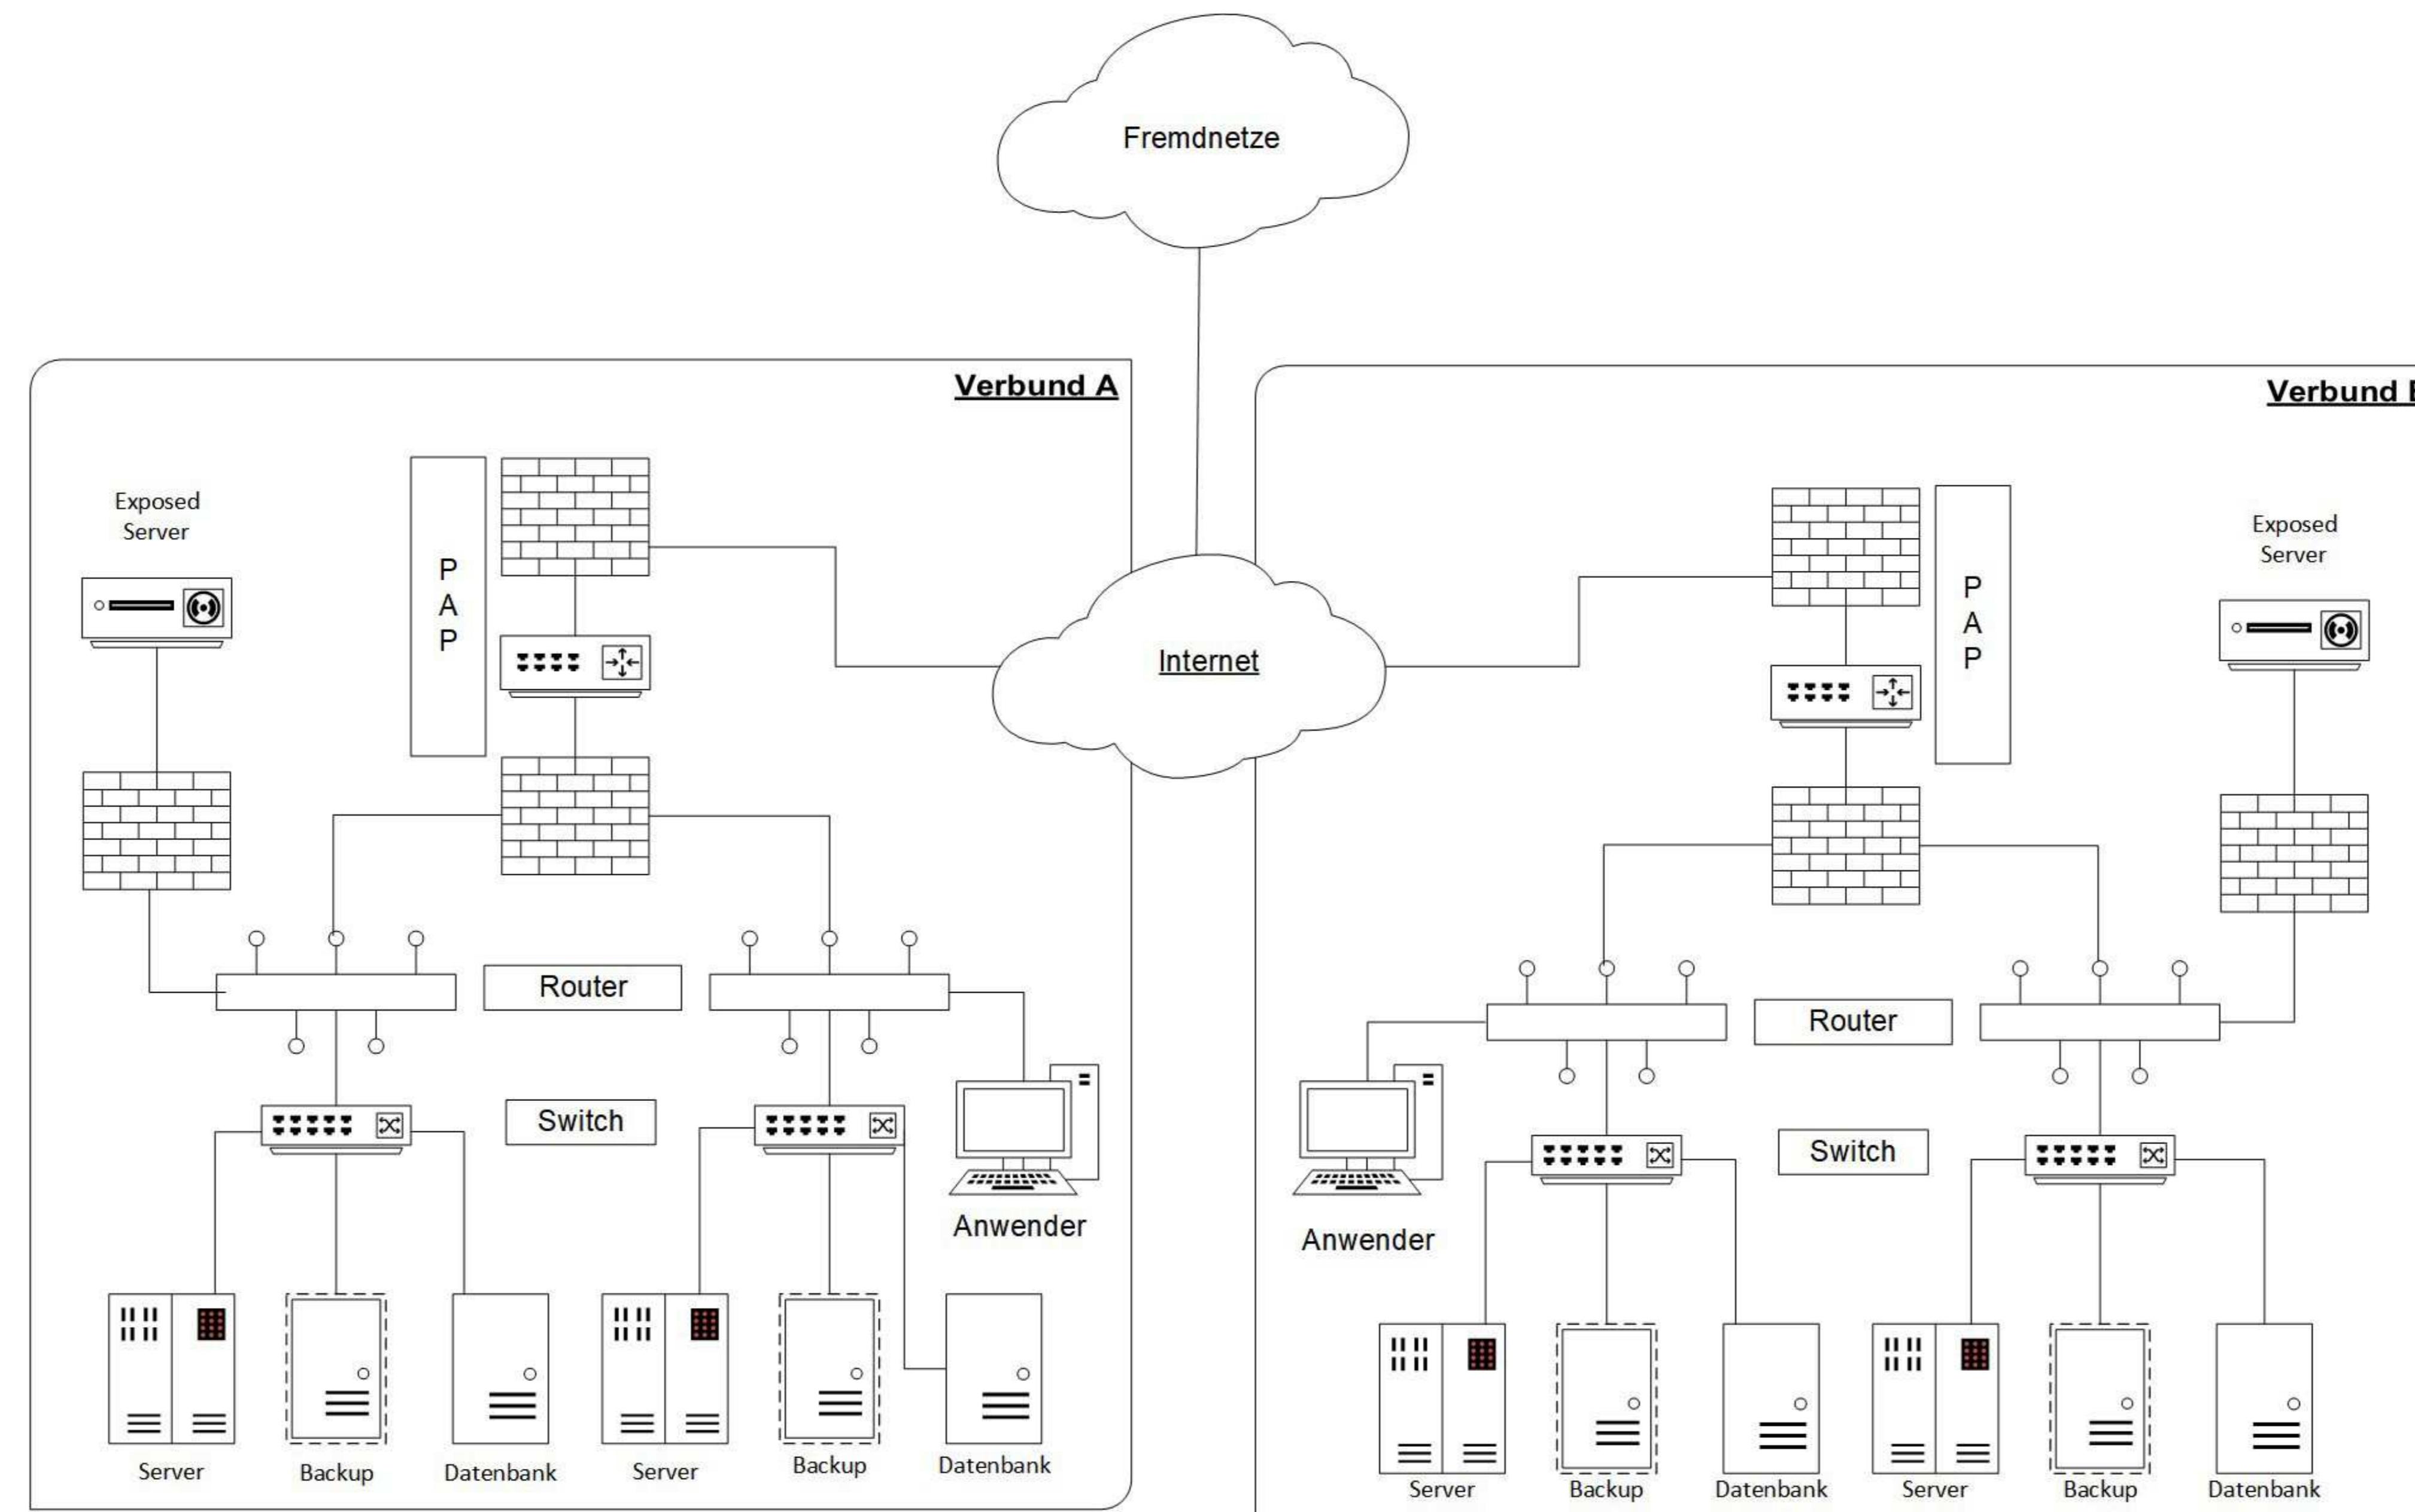 Fremdnetze
Verbund A
Verbund
Exposed
Server
P
A
P
Internet
P
A
P
Exposed
Server
Router
Router
Switch
Switch
Anwender
Anwender
Server
Backup
Datenbank
Server
Backup
Datenbank
Server
Backup
Datenbank
Server
Backup
Datenbank